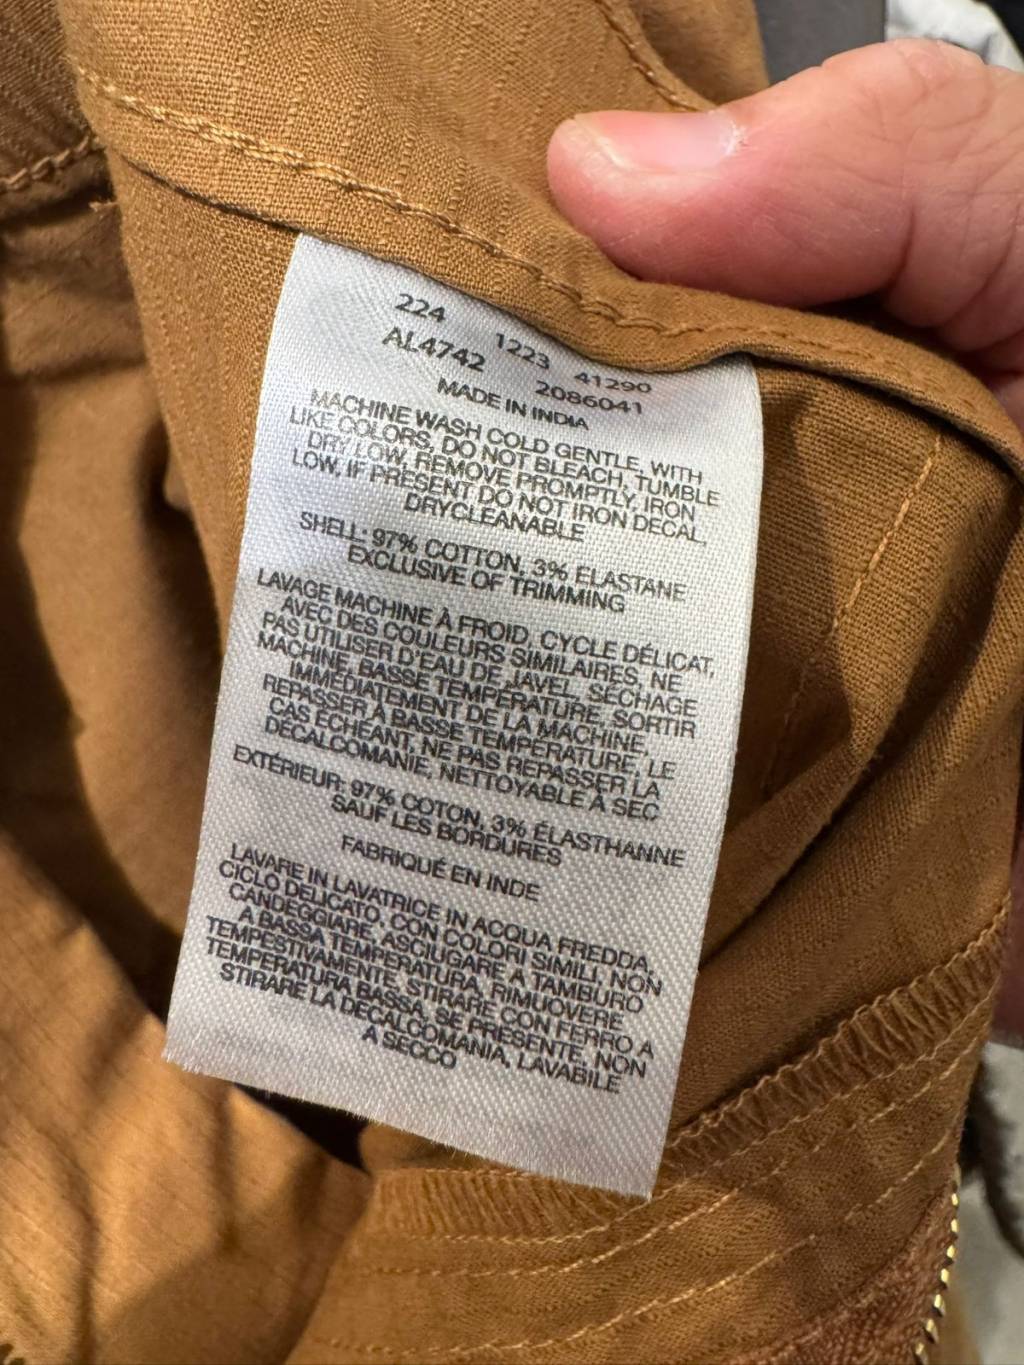 224 1223 41290
AL4742 2086041
MADE IN INDIA
MACHINE WASH COLD GENTLE, WITH
LIKE COLORS, DO NOT BLEACH, TUMBLE
DRY LOW, REMOVE PROMPTLY, IRON
LOW, IF PRESENT DO NOT IRON DECAL,
DRYCLEANABLE
SHELL: 97% COTTON, 3% ELASTANE
EXCLUSIVE OF TRIMMING
LAVAGE MACHINE À FROID, CYCLE DÉLICAT,
AVEC DES COULEURS SIMILAIRES, NE
PAS UTILISER D'EAU DE JAVEL, SÉCHAGE
MACHINE, BASSE TEMPÉRATURE, SORTIR
IMMÉDIATEMENT DE LA MACHINE,
REPASSER À BASSE TEMPÉRATURE, LE
CAS ÉCHÉANT, NE PAS REPASSER LA
DÉCALCOMANIE, NETTOYABLE À SEC
EXTÉRIEUR: 97% COTON, 3% ÉLASTHANNE
SAUF LES BORDURES
FABRIQUÉ EN INDE
LAVARE IN LAVATRICE IN ACQUA FREDDA,
CICLO DELICATO, CON COLORI SIMILI, NON
CANDEGGIARE, ASCIUGARE A TAMBURO
A BASSA TEMPERATURA, RIMUOVERE
TEMPESTIVAMENTE, STIRARE CON FERRO A
TEMPERATURA BASSA, SE PRESENTE, NON
STIRARE LA DECALCOMANIA, LAVABILE
A SECCO